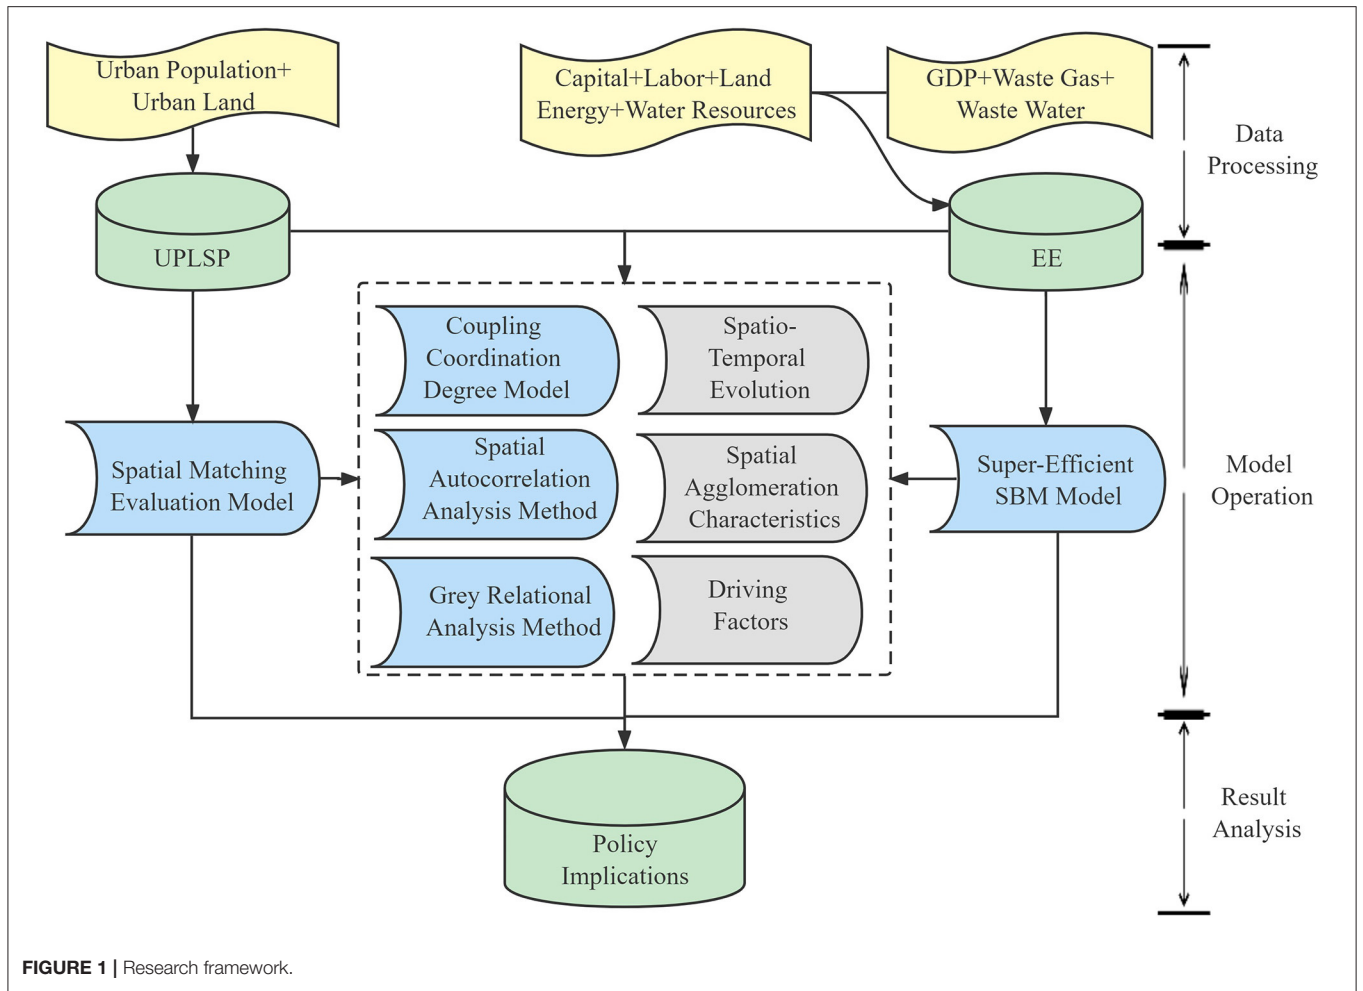 Urban Population+
Urban Land
Capital+Labor+Land
Energy+Water Resources
GDP+Waste Gas+
Waste Water
Data
Processing
UPLSP
EE
Coupling
Coordination
Degree Model
Spatio-
Temporal
Evolution
Spatial Matching
Evaluation Model
Spatial
Autocorrelation
Analysis Method
Spatial
Agglomeration
Characteristics
Super-Efficient
SBM Model
Model
Operation
Grey Relational
Analysis Method
Driving
Factors
Policy
Implications
Result
Analysis
FIGURE 1 | Research framework.